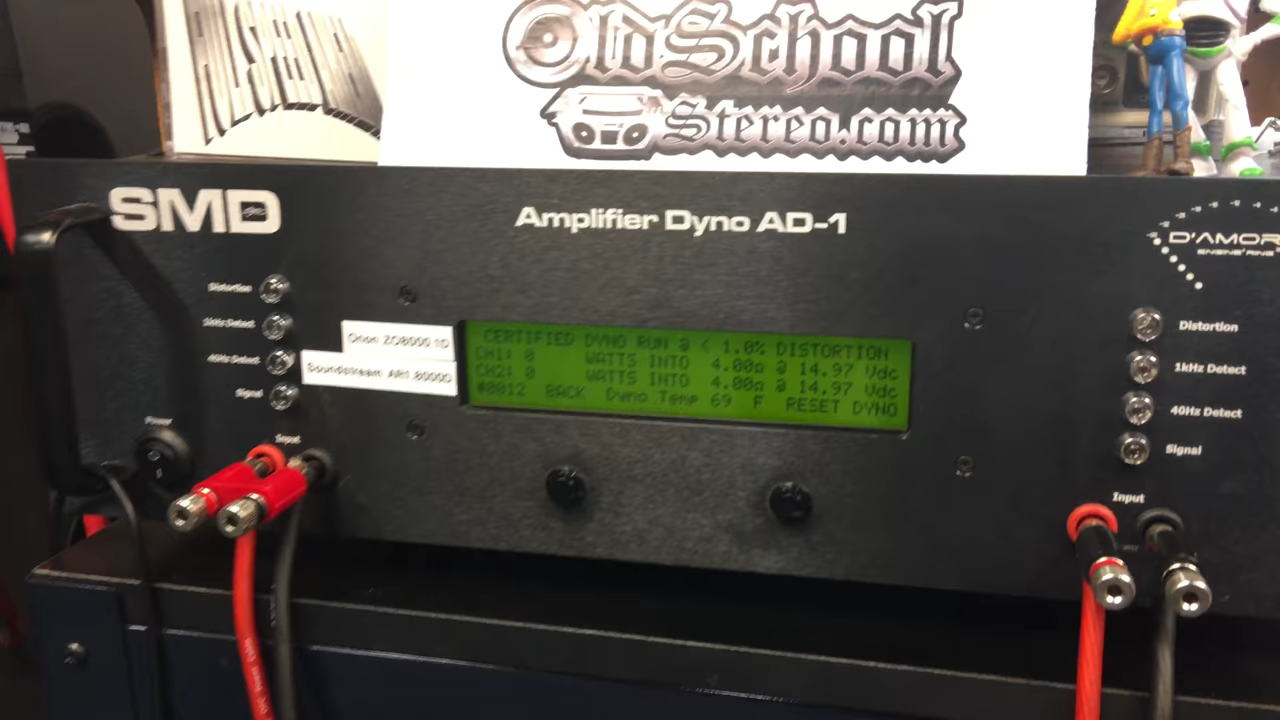 OldSchool
Stereo.com
SMD
Amplifier Dyno AD-1
D'AMOR
ENGINEERING
Distortion
1kHz Detect
40Hz Detect
Signal
Power
Input
Orion ZO8000.1D
Soundstream AR1.8000D
CERTIFIED DYNO RUN @ < 1.0% DISTORTION
CH1: 0 WATTS INTO 4.00Ω @ 14.97 Vdc
CH2: 0 WATTS INTO 4.00Ω @ 14.97 Vdc
#0012 BACK Dyno Temp 69 F RESET DYNO
Distortion
1kHz Detect
40Hz Detect
Signal
Input